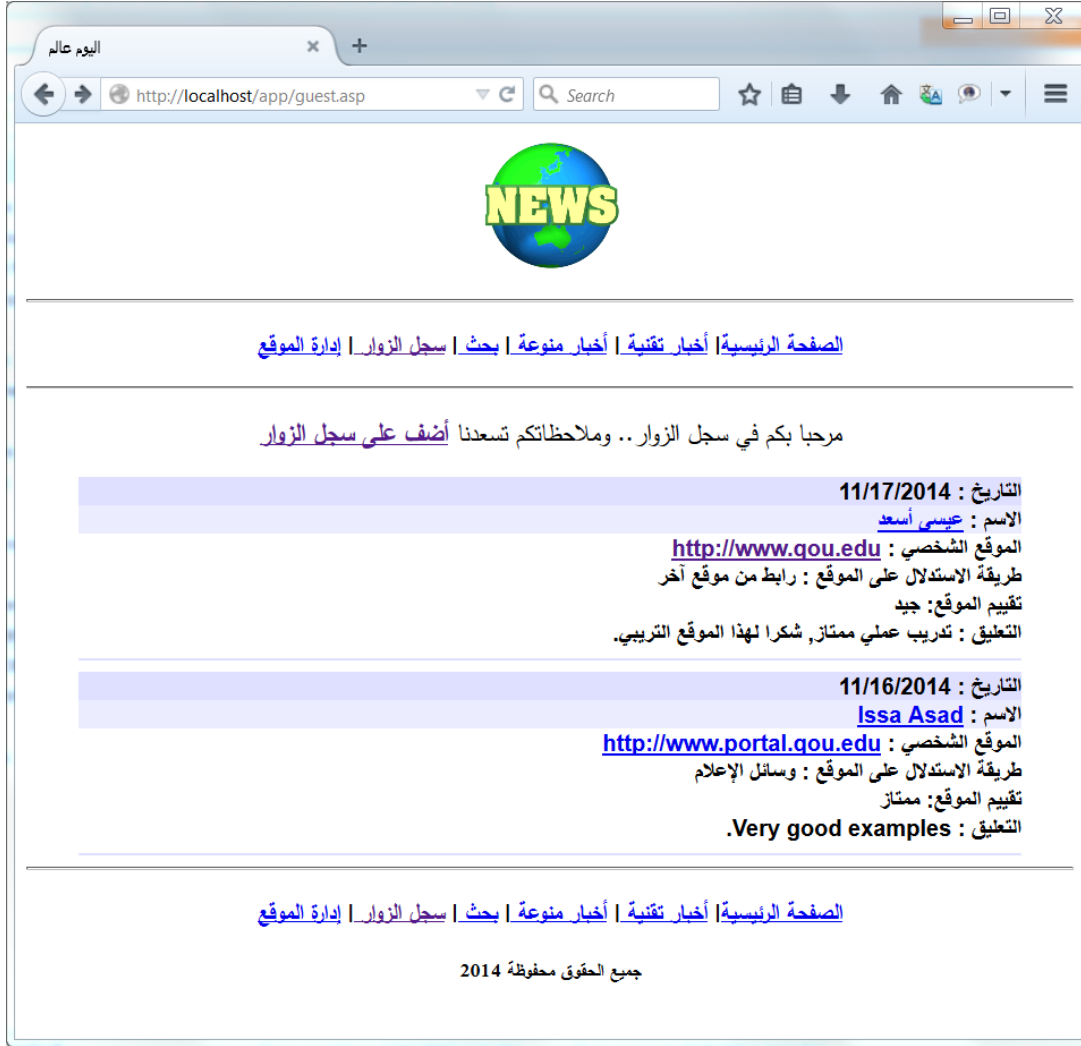 اليوم عالم
http://localhost/app/guest.asp
Search
NEWS
الصفحة الرئيسية| أخبار تقنية | أخبار منوعة | بحث | سجل الزوار | إدارة الموقع
مرحبا بكم في سجل الزوار .. وملاحظاتكم تسعدنا أضف على سجل الزوار
التاريخ : 11/17/2014
الاسم : عيسى أسعد
الموقع الشخصي : http://www.qou.edu
طريقة الاستدلال على الموقع : رابط من موقع آخر
تقييم الموقع: جيد
التعليق : تدريب عملي ممتاز, شكرا لهذا الموقع التريبي.
التاريخ : 11/16/2014
الاسم : Issa Asad
الموقع الشخصي : http://www.portal.qou.edu
طريقة الاستدلال على الموقع : وسائل الإعلام
تقييم الموقع: ممتاز
التعليق : Very good examples.
الصفحة الرئيسية| أخبار تقنية | أخبار منوعة | بحث | سجل الزوار | إدارة الموقع
جميع الحقوق محفوظة 2014